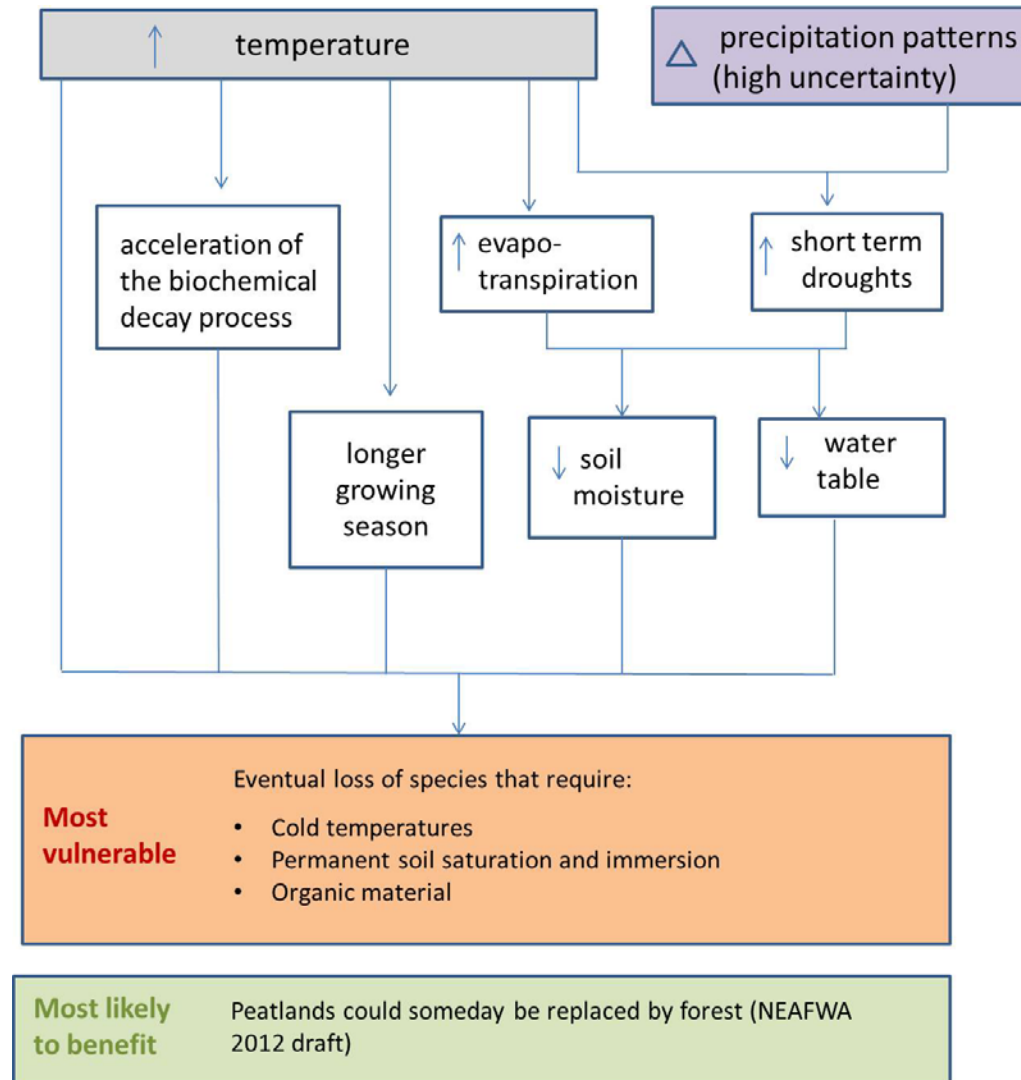 ↑ temperature
△ precipitation patterns
(high uncertainty)
acceleration of
the biochemical
decay process
↑ evapo-
transpiration
↑ short term
droughts
longer
growing
season
↓ soil
moisture
↓ water
table
Most
vulnerable
Eventual loss of species that require:
• Cold temperatures
• Permanent soil saturation and immersion
• Organic material
Most likely
to benefit
Peatlands could someday be replaced by forest (NEAFWA
2012 draft)